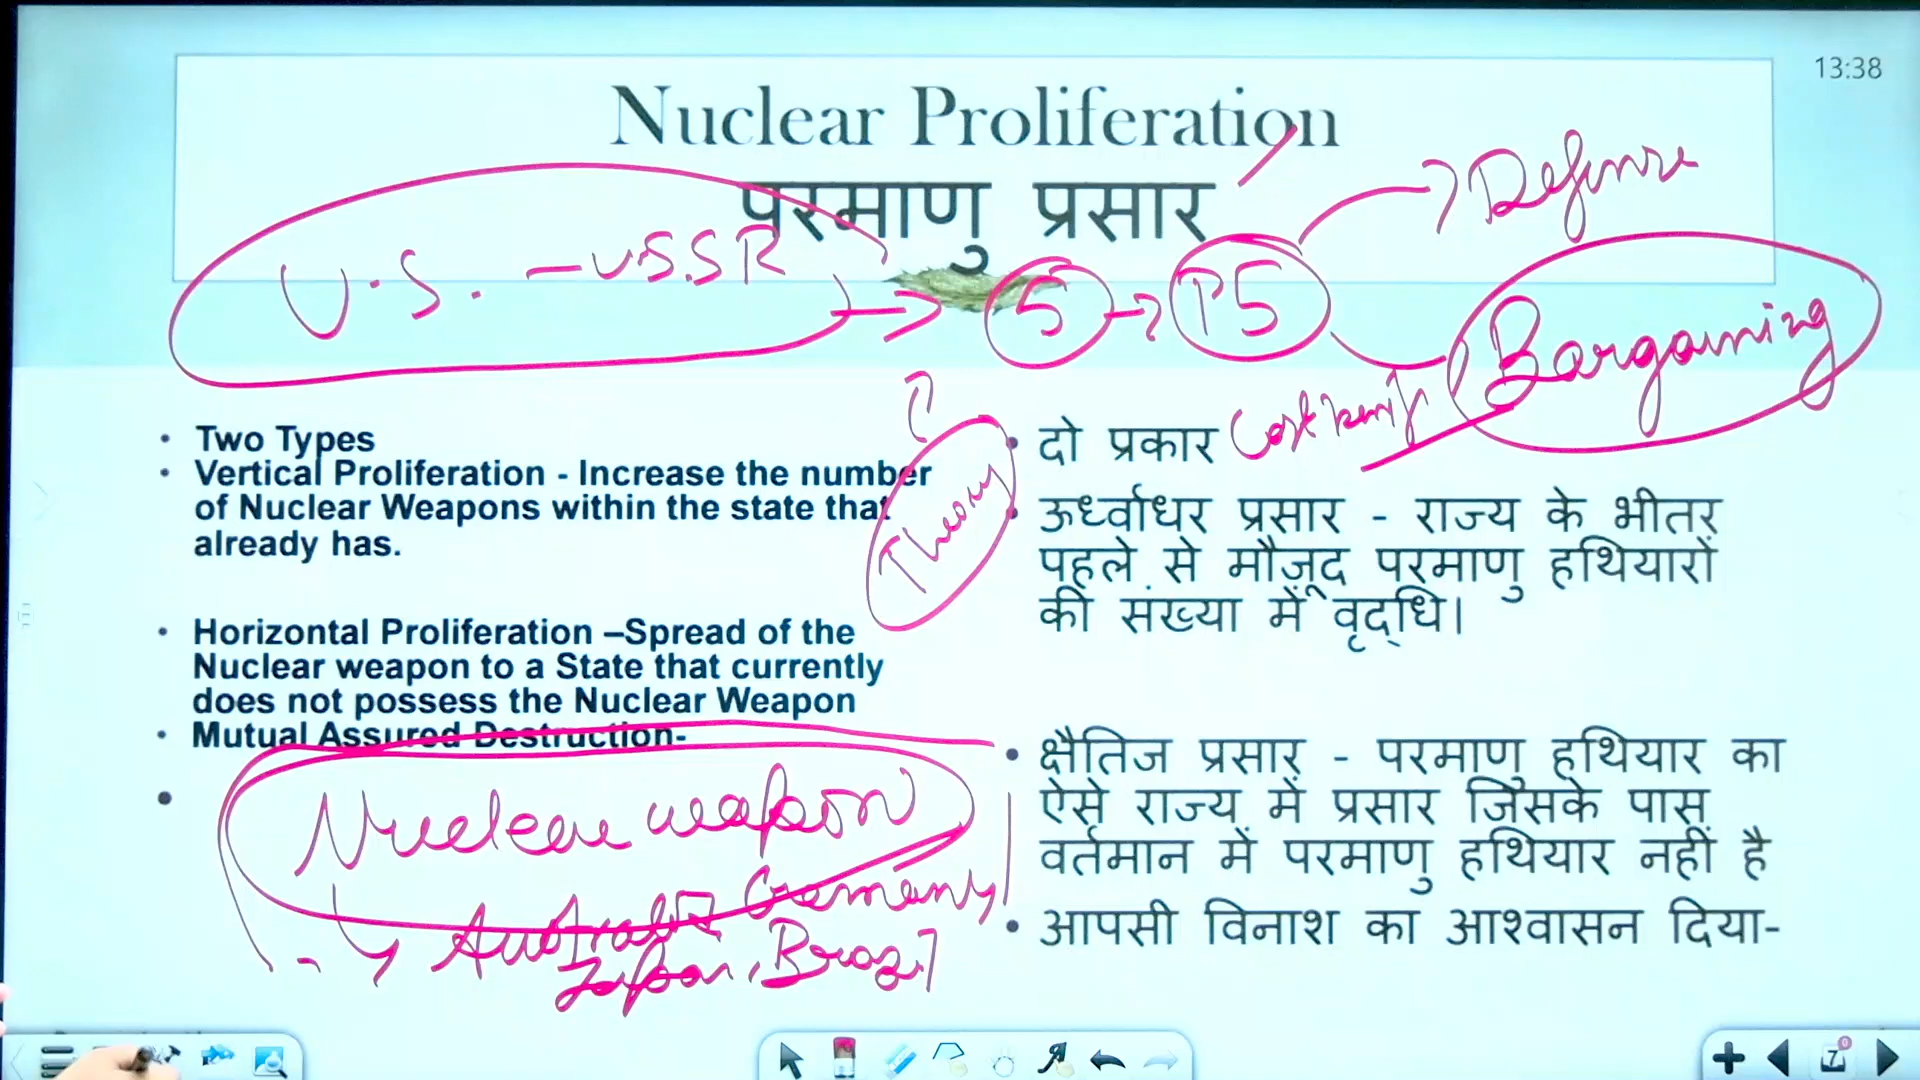 13:38
Nuclear Proliferation
परमाणु प्रसार
U.S. - U.S.S.R
5
P5
Defense
Bargaining
Theory
• Two Types
• Vertical Proliferation - Increase the number
of Nuclear Weapons within the state that
already has.
• Horizontal Proliferation –Spread of the
Nuclear weapon to a State that currently
does not possess the Nuclear Weapon
• Mutual Assured Destruction-
•
Nuclear weapon
Germany
Japan, Brazil
• दो प्रकार
• ऊर्ध्वाधर प्रसार - राज्य के भीतर
पहले से मौजूद परमाणु हथियारों
की संख्या में वृद्धि।
• क्षैतिज प्रसार - परमाणु हथियार का
ऐसे राज्य में प्रसार जिसके पास
वर्तमान में परमाणु हथियार नहीं है
• आपसी विनाश का आश्वासन दिया-
7
0